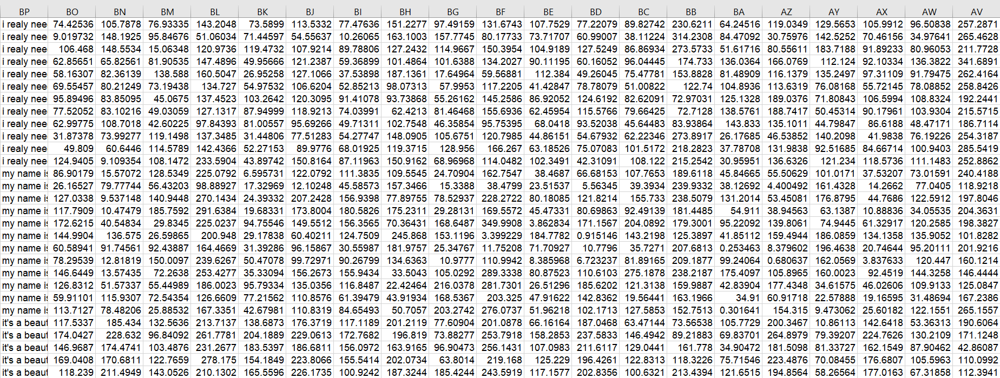 BP BO BN BM BL BK BJ BI BH BG BF BE BD BC BB BA AZ AY AX AW AV
i realy nee 74.42536 105.7878 76.93335 143.2048 73.5899 113.5332 77.47636 151.2277 97.49159 131.6743 107.7529 77.22079 89.82742 230.6211 64.24516 119.0349 129.5653 105.9912 96.50838 257.2871
i realy nee 9.019732 148.1925 95.84676 51.06034 71.44597 54.55637 10.26065 163.1003 157.7745 80.17733 73.71707 60.99007 38.11224 314.2308 84.47092 30.75976 142.5252 70.46156 34.97641 265.4628
i realy nee 106.468 148.5534 15.06348 120.9736 119.4732 107.9214 89.78806 127.2432 114.9667 150.3954 104.9189 127.5249 86.86934 273.5733 51.61716 80.55611 183.7188 91.89233 80.96053 211.7728
i realy nee 62.85651 65.82561 81.90535 147.4896 49.95666 121.2387 59.36899 101.4864 101.6388 134.2027 90.11195 60.16052 96.04445 174.733 136.0364 166.0769 112.124 92.10334 136.3822 341.6891
i realy nee 58.16307 82.36139 138.588 160.5047 26.95258 127.1066 37.53898 187.1361 17.64964 59.56881 112.384 49.26045 75.47781 153.8828 81.48909 116.1379 135.2497 97.31109 91.79475 262.4164
i realy nee 69.55457 80.21249 73.19438 134.727 54.97532 106.6204 52.85213 98.07313 57.9953 117.2205 41.42847 78.78079 51.00822 122.74 104.8936 113.6319 76.08168 55.72145 78.08852 258.8426
i realy nee 95.89496 83.85095 45.0675 137.4523 103.2642 120.3095 91.41078 93.73868 55.26162 145.2586 86.92052 124.6192 82.62091 72.97031 125.1328 189.0376 71.80843 106.5994 108.8324 192.2441
i realy nee 77.52052 83.10216 49.03059 127.1317 87.94999 118.9213 74.03991 62.4213 81.46468 155.6936 62.45954 115.5766 79.66425 72.7128 138.5761 188.7417 50.45314 90.17961 103.9304 215.5715
i realy nee 62.99775 108.7018 42.60225 97.84393 81.00557 95.69266 49.71311 102.7548 46.35854 95.75395 68.0418 93.52038 45.64483 83.93864 143.833 135.1011 44.79847 86.6188 48.47171 186.7114
i realy nee 31.87378 73.99277 119.1498 137.3485 31.44806 77.51283 54.27747 148.0905 105.6751 120.7985 44.86151 54.67932 62.22346 273.8917 26.17685 46.53852 140.2098 41.9838 76.19226 254.3187
i realy nee 49.809 60.6446 114.5789 142.4366 52.27153 89.9776 68.01925 119.3715 128.956 166.267 63.18526 75.07083 101.5172 218.2823 37.78708 131.9838 92.51685 84.66714 100.9403 285.5419
i realy nee 124.9405 9.109354 108.1472 233.5904 43.89742 150.8164 87.11963 150.9162 68.96968 114.0482 102.3491 42.31091 108.122 215.2542 30.95951 136.6326 121.234 118.5736 111.1483 252.8862
my name is 86.90179 15.57072 128.5349 225.0792 6.595731 122.0792 111.3835 109.5545 24.70904 162.7547 38.4687 66.68153 107.7653 189.6118 45.84665 55.50629 101.0171 37.53207 73.01591 240.4188
my name is 26.16527 79.77744 56.43203 98.88927 17.32969 12.10248 45.58573 157.3466 15.3388 38.4799 23.51537 5.56345 39.3934 239.9332 38.12692 4.400492 161.4328 14.2662 77.0405 118.9218
my name is 127.0338 9.537148 140.9448 270.1434 24.39332 207.2428 156.9398 77.89755 78.52937 228.2722 80.18085 121.8214 155.733 238.5079 131.2014 53.45081 176.8795 44.7686 122.5912 197.8046
my name is 117.7909 10.47479 185.7592 291.6384 19.68331 173.8004 180.5826 175.2311 29.28131 169.5572 45.47331 80.69863 92.49139 181.4485 54.911 38.94563 63.1387 10.88836 34.05535 204.3631
my name is 172.6215 40.54834 29.8345 225.0237 94.75546 149.5512 156.3565 70.36431 168.6487 349.9908 3.862834 171.1567 204.0892 179.3001 95.22092 139.8061 74.9445 61.32917 120.2585 198.3827
my name is 144.9904 136.575 26.59865 200.948 29.17838 60.40211 124.7509 245.868 153.1196 3.399229 184.7782 0.915146 143.2198 125.3897 41.85112 159.4944 186.0859 134.1358 135.9052 101.8282
my name is 60.58941 91.74561 92.43887 164.4669 31.39286 96.15867 30.55987 181.9757 25.34767 11.75208 71.70927 10.7796 35.7271 207.6813 0.253463 8.379602 196.4638 20.74644 95.20111 201.9216
my name is 78.29539 12.81819 150.0097 239.6267 50.47078 99.72971 90.26799 134.6363 10.9777 110.9942 8.385968 6.723237 81.89165 209.1877 99.24064 0.680637 162.0569 3.837633 120.447 160.1214
my name is 146.6449 13.57435 72.2638 253.4277 35.33094 156.2673 155.9434 33.5043 105.0292 289.3338 80.87523 110.6103 275.1878 238.2187 175.4097 105.8965 160.0023 92.4519 144.3258 146.4444
my name is 126.8312 51.57337 55.44989 186.0023 95.79334 135.0356 116.8487 22.42464 216.0378 281.7301 26.51296 185.6202 121.3138 159.9887 42.83904 177.4348 34.61575 46.02606 109.9133 125.0847
my name is 59.91101 115.9307 72.54354 126.6609 77.21562 110.8576 61.39479 43.91934 168.5367 203.325 47.91622 142.8362 19.56441 163.1966 34.91 60.91718 22.57888 19.16595 31.48694 167.2386
my name is 113.7127 78.48206 25.88532 167.3351 42.67981 110.8319 84.65493 50.7057 203.2742 276.0737 51.96218 102.1713 127.5853 152.7513 0.301641 154.315 9.473062 25.60182 122.1551 265.1557
it's a beaut 117.5337 185.434 132.5636 213.7137 138.6873 176.3719 117.1189 201.2119 77.60904 201.0878 66.16164 187.0468 63.47144 73.56538 105.7729 200.3467 10.86113 142.6418 53.36313 190.6064
it's a beaut 174.0427 228.632 96.84092 261.7781 204.1889 229.0613 172.7682 196.819 73.88277 253.7918 158.2853 237.5833 146.4942 89.21883 69.83701 264.8979 79.39207 224.7626 130.2109 171.1248
it's a beaut 146.9687 174.4741 103.4876 231.2677 183.5397 186.6811 156.0972 163.9165 96.90473 256.1431 107.0983 211.6117 129.0441 161.778 34.90472 181.5098 81.33727 162.1549 87.90462 42.86087
it's a beaut 169.0408 170.6811 122.7659 278.175 154.1849 223.8066 155.5414 202.0734 63.8014 219.168 125.229 196.4261 122.8313 118.3226 75.71546 223.4876 70.08455 176.6807 105.5963 110.0992
it's a beaut 118.239 211.4949 143.0526 210.1302 165.5596 226.1735 100.9242 187.3244 185.4244 243.5919 117.1577 202.8356 100.6321 213.4394 121.6515 194.8564 58.26564 177.0163 67.31858 112.3941